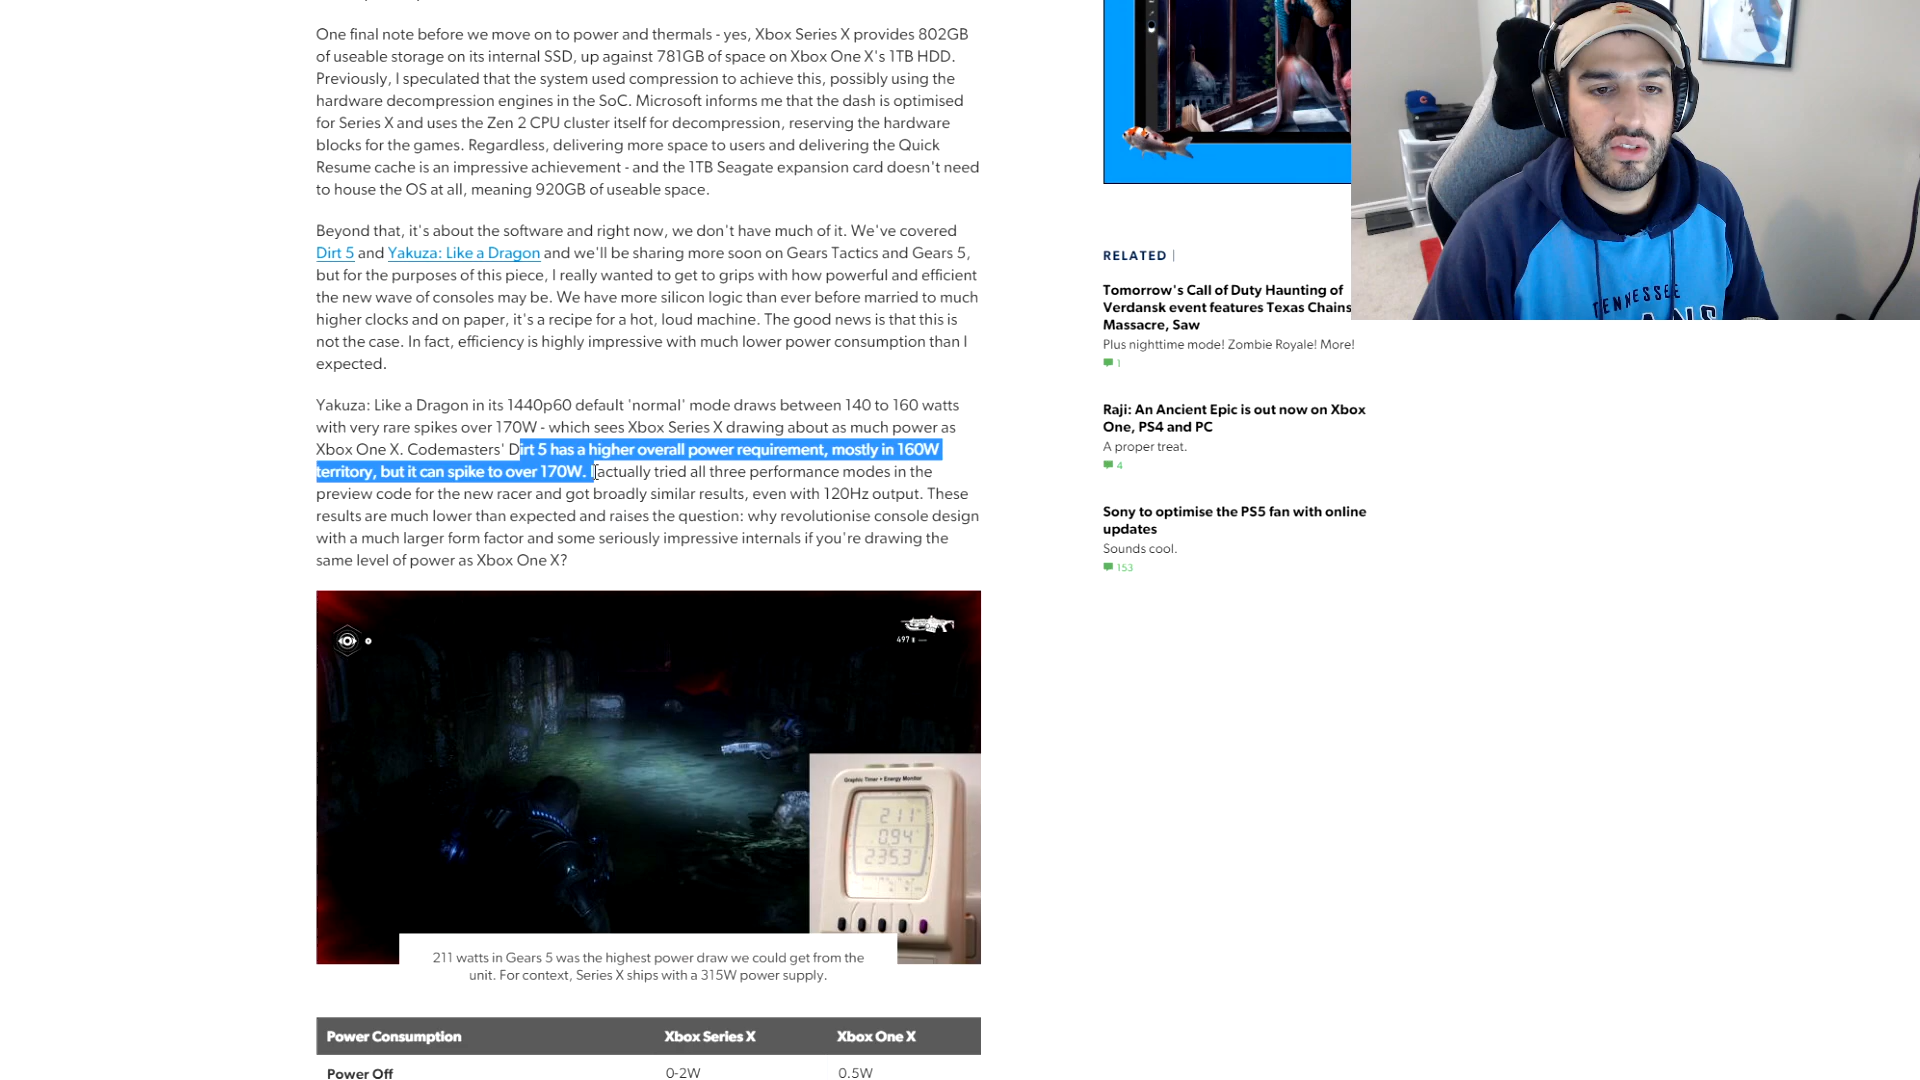 One final note before we move on to power and thermals - yes, Xbox Series X provides 802GB
of useable storage on its internal SSD, up against 781GB of space on Xbox One X's 1TB HDD.
Previously, I speculated that the system used compression to achieve this, possibly using the
hardware decompression engines in the SoC. Microsoft informs me that the dash is optimised
for Series X and uses the Zen 2 CPU cluster itself for decompression, reserving the hardware
blocks for the games. Regardless, delivering more space to users and delivering the Quick
Resume cache is an impressive achievement - and the 1TB Seagate expansion card doesn't need
to house the OS at all, meaning 920GB of useable space.
Beyond that, it's about the software and right now, we don't have much of it. We've covered
Dirt 5 and Yakuza: Like a Dragon and we'll be sharing more soon on Gears Tactics and Gears 5,
but for the purposes of this piece, I really wanted to get to grips with how powerful and efficient
the new wave of consoles may be. We have more silicon logic than ever before married to much
higher clocks and on paper, it's a recipe for a hot, loud machine. The good news is that this is
not the case. In fact, efficiency is highly impressive with much lower power consumption than I
expected.
Yakuza: Like a Dragon in its 1440p60 default 'normal' mode draws between 140 to 160 watts
with very rare spikes over 170W - which sees Xbox Series X drawing about as much power as
Xbox One X. Codemasters' Dirt 5 has a higher overall power requirement, mostly in 160W
territory, but it can spike to over 170W. I actually tried all three performance modes in the
preview code for the new racer and got broadly similar results, even with 120Hz output. These
results are much lower than expected and raises the question: why revolutionise console design
with a much larger form factor and some seriously impressive internals if you're drawing the
same level of power as Xbox One X?
497
Graphic Timer + Energy Monitor
211
0.94
235.3
211 watts in Gears 5 was the highest power draw we could get from the
unit. For context, Series X ships with a 315W power supply.
Power Consumption Xbox Series X Xbox One X
Power Off 0-2W 0.5W
RELATED
Tomorrow's Call of Duty Haunting of
Verdansk event features Texas Chains
Massacre, Saw
Plus nighttime mode! Zombie Royale! More!
1
Raji: An Ancient Epic is out now on Xbox
One, PS4 and PC
A proper treat.
4
Sony to optimise the PS5 fan with online
updates
Sounds cool.
153
TENNESSEE